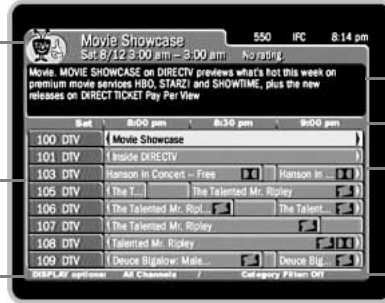 Movie Showcase 550 IFC 8:14 pm
Sat 8/12 3:00 am – 3:00 am No rating.
Movie. MOVIE SHOWCASE on DIRECTV previews what's hot this week on
premium movie services HBO, STARZ! and SHOWTIME, plus the new
releases on DIRECT TICKET Pay Per View
Sat 8:00 pm 8:30 pm 9:00 pm
100 DTV Movie Showcase
101 DTV Inside DIRECTV
103 DTV Hanson in Concert – Free Hanson in ...
105 DTV The T... The Talented Mr. Ripley
106 DTV The Talented Mr. Ripl... The Talent...
107 DTV The Talented Mr. Ripley
108 DTV Talented Mr. Ripley
109 DTV Deuce Bigalow: Male... Deuce Big...
DISPLAY options: All Channels / Category Filter: Off